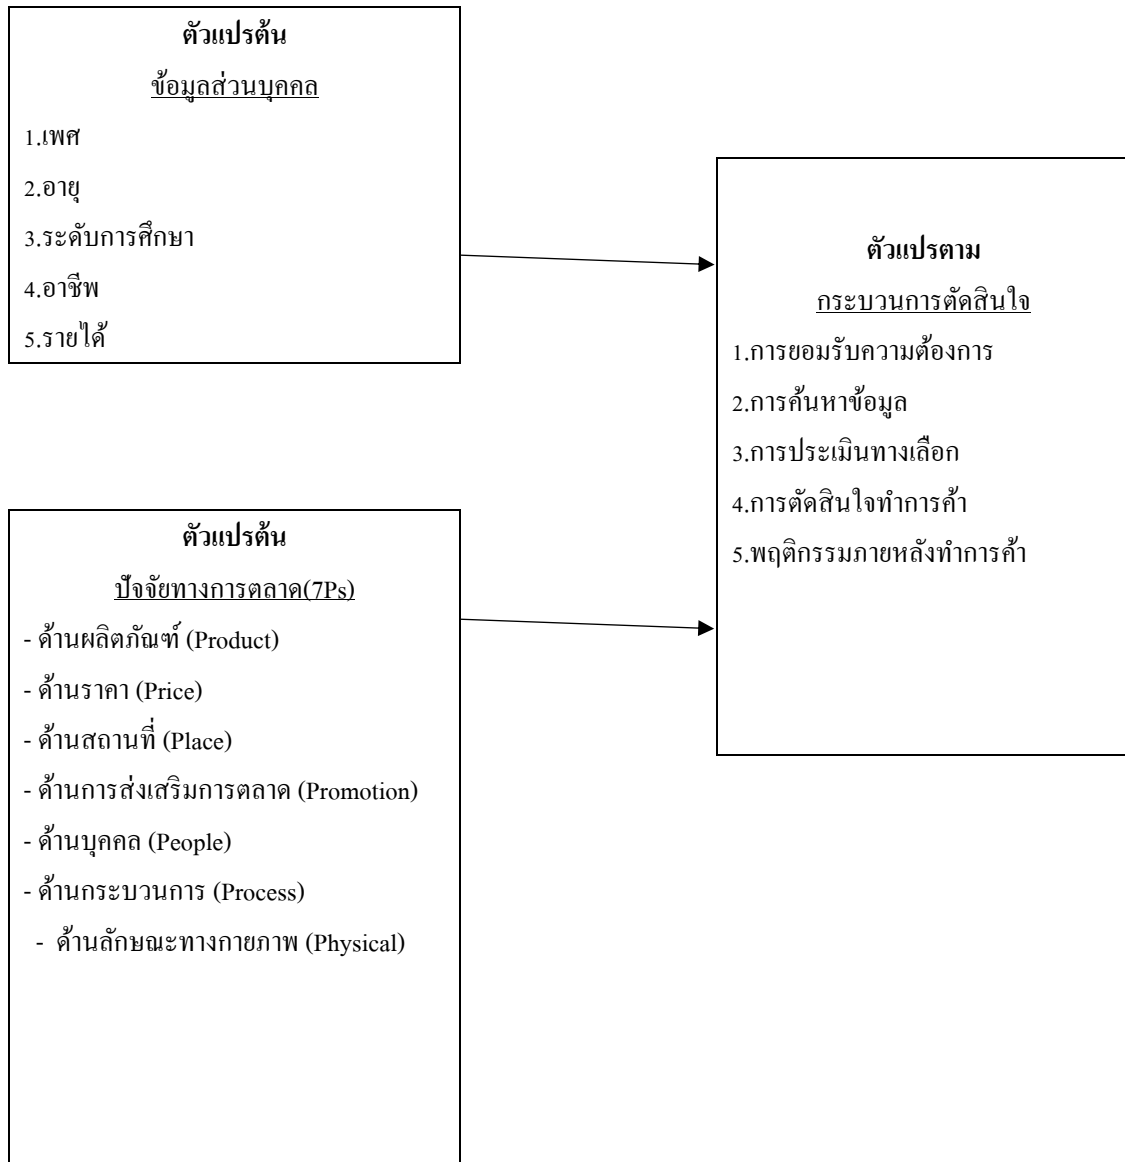 ตัวแปรต้น
ข้อมูลส่วนบุคคล
1.เพศ
2.อายุ
3.ระดับการศึกษา
4.อาชีพ
5.รายได้
ตัวแปรตาม
กระบวนการตัดสินใจ
1.การยอมรับความต้องการ
2.การค้นหาข้อมูล
3.การประเมินทางเลือก
4.การตัดสินใจทำการค้า
5.พฤติกรรมภายหลังทำการค้า
ตัวแปรต้น
ปัจจัยทางการตลาด(7Ps)
- ด้านผลิตภัณฑ์ (Product)
- ด้านราคา (Price)
- ด้านสถานที่ (Place)
- ด้านการส่งเสริมการตลาด (Promotion)
- ด้านบุคคล (People)
- ด้านกระบวนการ (Process)
- ด้านลักษณะทางกายภาพ (Physical)